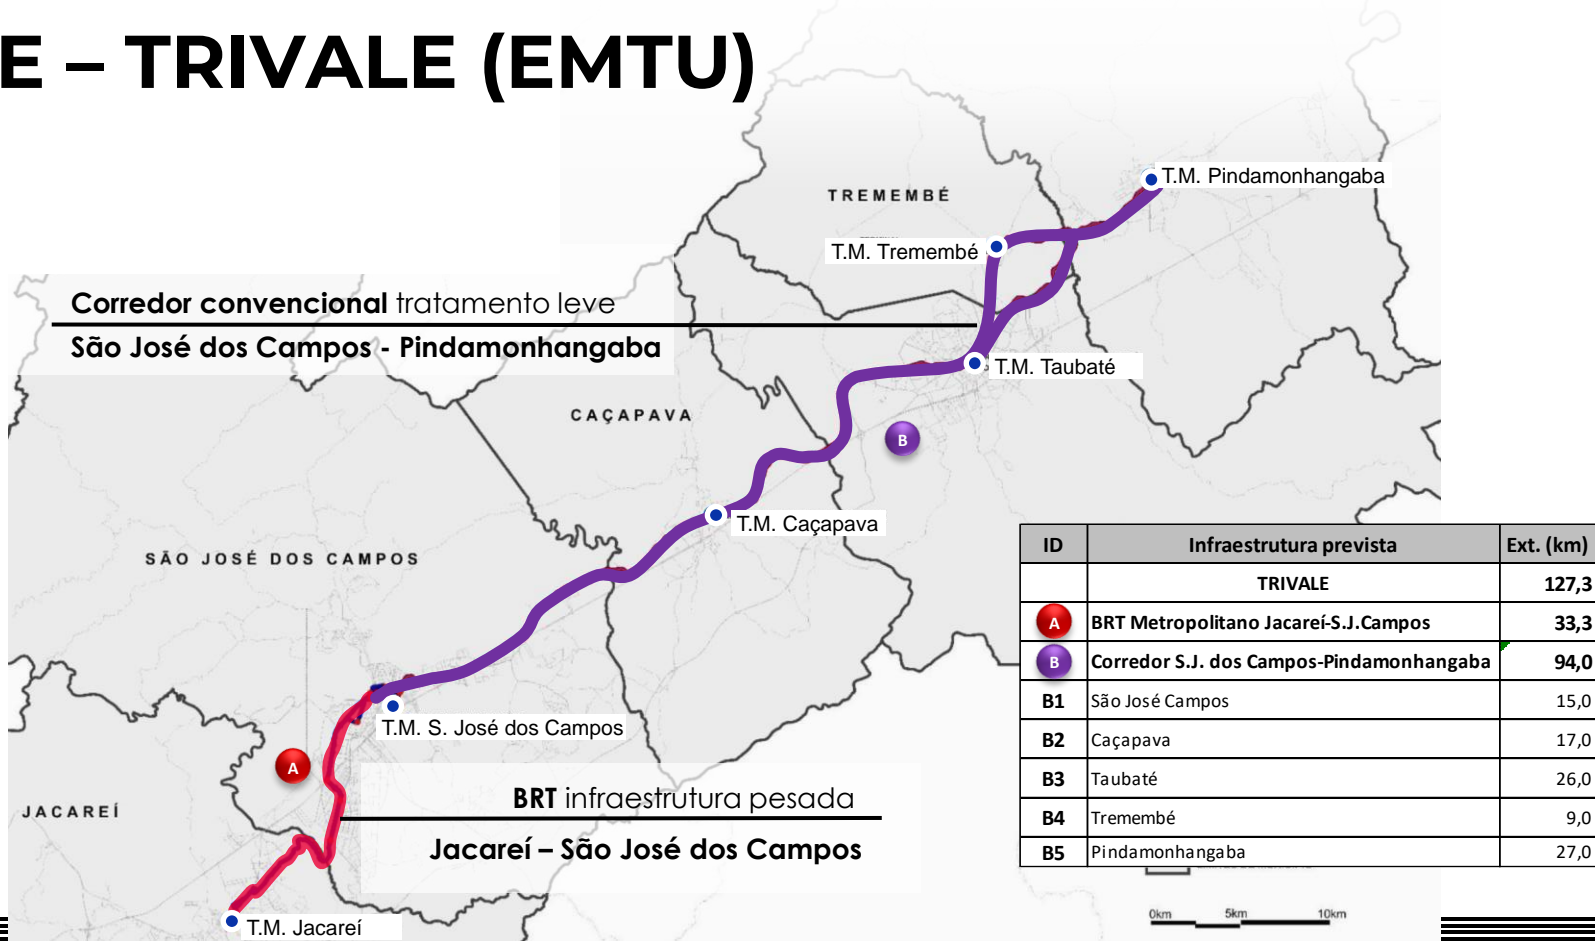 E – TRIVALE (EMTU)
T.M. Pindamonhangaba
TREMEMBÉ
T.M. Tremembé
Corredor convencional tratamento leve
São José dos Campos - Pindamonhangaba
T.M. Taubaté
CAÇAPAVA
B
T.M. Caçapava
SÃO JOSÉ DOS CAMPOS
T.M. S. José dos Campos
A
BRT infraestrutura pesada
Jacareí – São José dos Campos
JACAREÍ
T.M. Jacareí
ID Infraestrutura prevista Ext. (km)
TRIVALE 127,3
A BRT Metropolitano Jacareí-S.J.Campos 33,3
B Corredor S.J. dos Campos-Pindamonhangaba 94,0
B1 São José Campos 15,0
B2 Caçapava 17,0
B3 Taubaté 26,0
B4 Tremembé 9,0
B5 Pindamonhangaba 27,0
0km 5km 10km